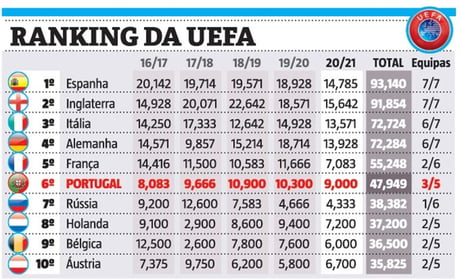 RANKING DA UEFA
UEFA
16/17 17/18 18/19 19/20 20/21 TOTAL Equipas
1º Espanha 20,142 19,714 19,571 18,928 14,785 93,140 7/7
2º Inglaterra 14,928 20,071 22,642 18,571 15,642 91,854 7/7
3º Itália 14,250 17,333 12,642 14,928 13,571 72,724 6/7
4º Alemanha 14,571 9,857 15,214 18,714 13,928 72,284 6/7
5º França 14,416 11,500 10,583 11,666 7,083 55,248 2/6
6º PORTUGAL 8,083 9,666 10,900 10,300 9,000 47,949 3/5
7º Rússia 9,200 12,600 7,583 4,666 4,333 38,382 1/6
8º Holanda 9,100 2,900 8,600 9,400 7,200 37,200 2/5
9º Bélgica 12,500 2,600 7,800 7,600 6,000 36,500 2/5
10º Áustria 7,375 9,750 6,200 5,800 6,700 35,825 2/5